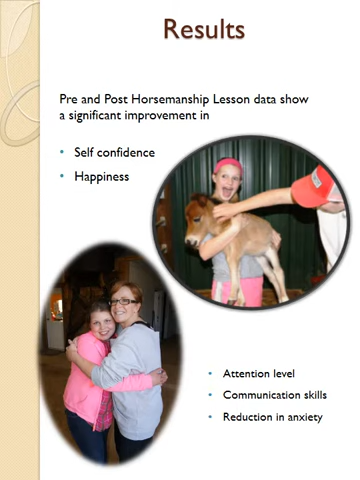 Results
Pre and Post Horsemanship Lesson data show
a significant improvement in
• Self confidence
• Happiness
• Attention level
• Communication skills
• Reduction in anxiety